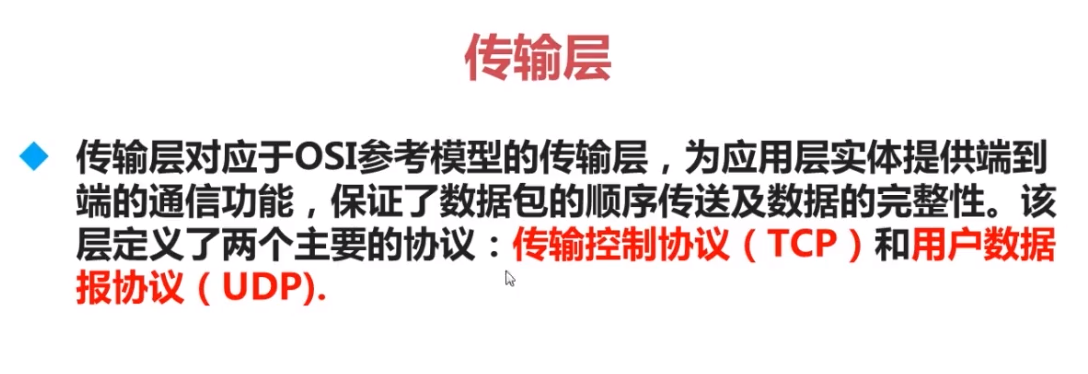 传输层
传输层对应于OSI参考模型的传输层，为应用层实体提供端到
端的通信功能，保证了数据包的顺序传送及数据的完整性。该
层定义了两个主要的协议：传输控制协议（TCP）和用户数据
报协议（UDP).